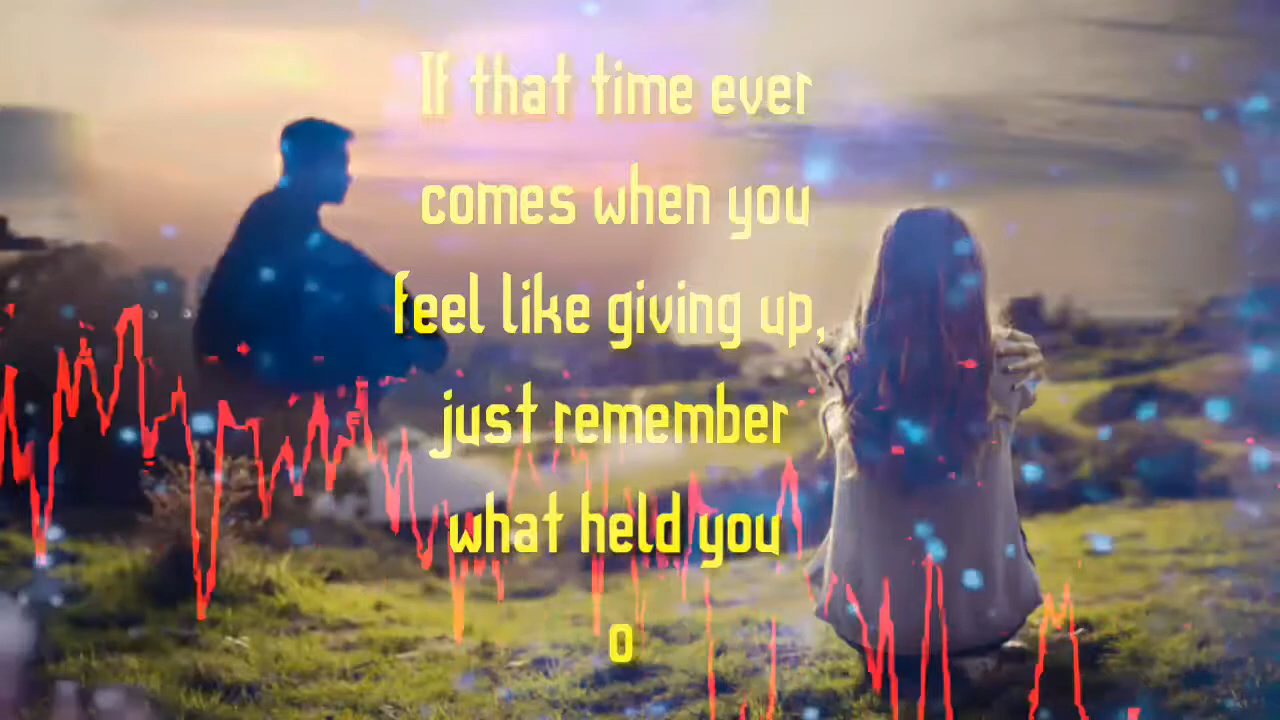 If that time ever
comes when you
feel like giving up,
just remember
what held you
o